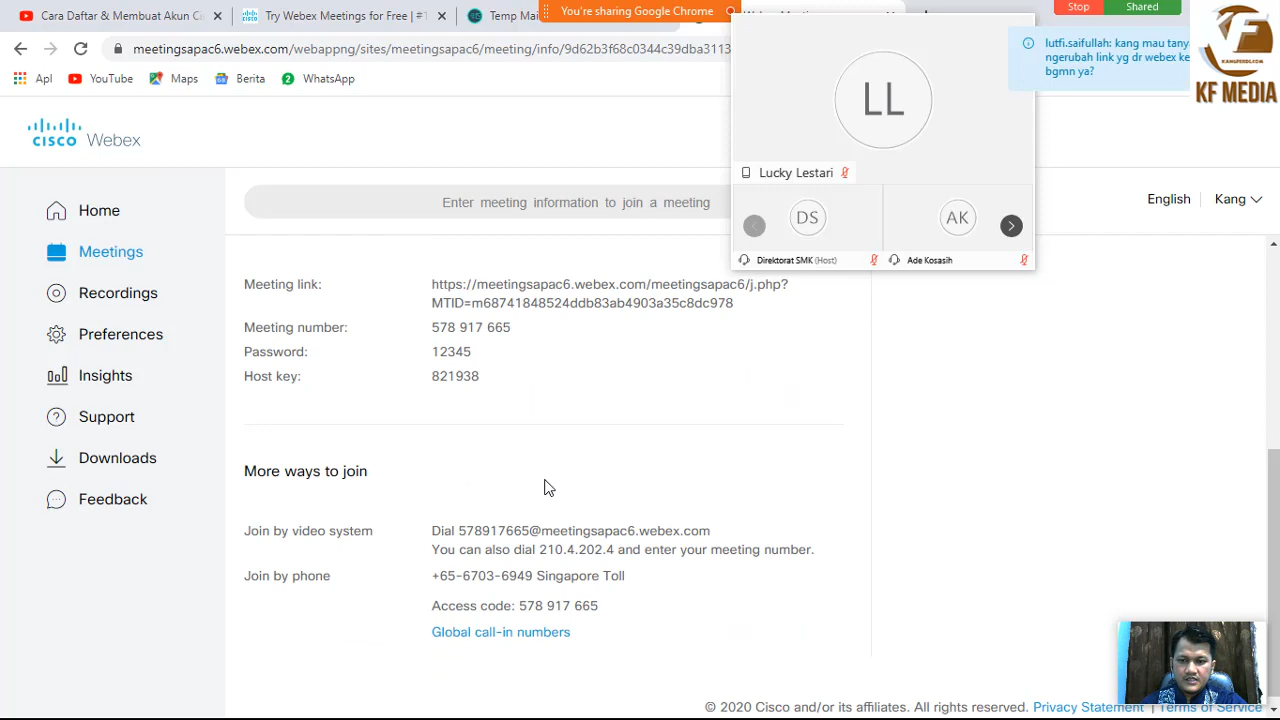 Cara Daftar & Membuat Akun C
Try Webex Meetings for Free | #1
Temp Ma
You're sharing Google Chrome
Stop
Shared
meetingsapac6.webex.com/webappng/sites/meetingsapac6/meeting/info/9d62b3f68c0344c39dba3113
Apl
YouTube
Maps
Berita
WhatsApp
lutfi.saifullah: kang mau tany
ngerubah link yg dr webex ke
bgmn ya?
KANGFERDI.COM
KF MEDIA
LL
Lucky Lestari
DS
AK
Direktorat SMK (Host)
Ade Kosasih
cisco Webex
Enter meeting information to join a meeting
English
Kang
Home
Meetings
Recordings
Preferences
Insights
Support
Downloads
Feedback
Meeting link:
https://meetingsapac6.webex.com/meetingsapac6/j.php?
MTID=m68741848524ddb83ab4903a35c8dc978
Meeting number:
578 917 665
Password:
12345
Host key:
821938
More ways to join
Join by video system
Dial 578917665@meetingsapac6.webex.com
You can also dial 210.4.202.4 and enter your meeting number.
Join by phone
+65-6703-6949 Singapore Toll
Access code: 578 917 665
Global call-in numbers
© 2020 Cisco and/or its affiliates. All rights reserved. Privacy Statement | Terms of Service